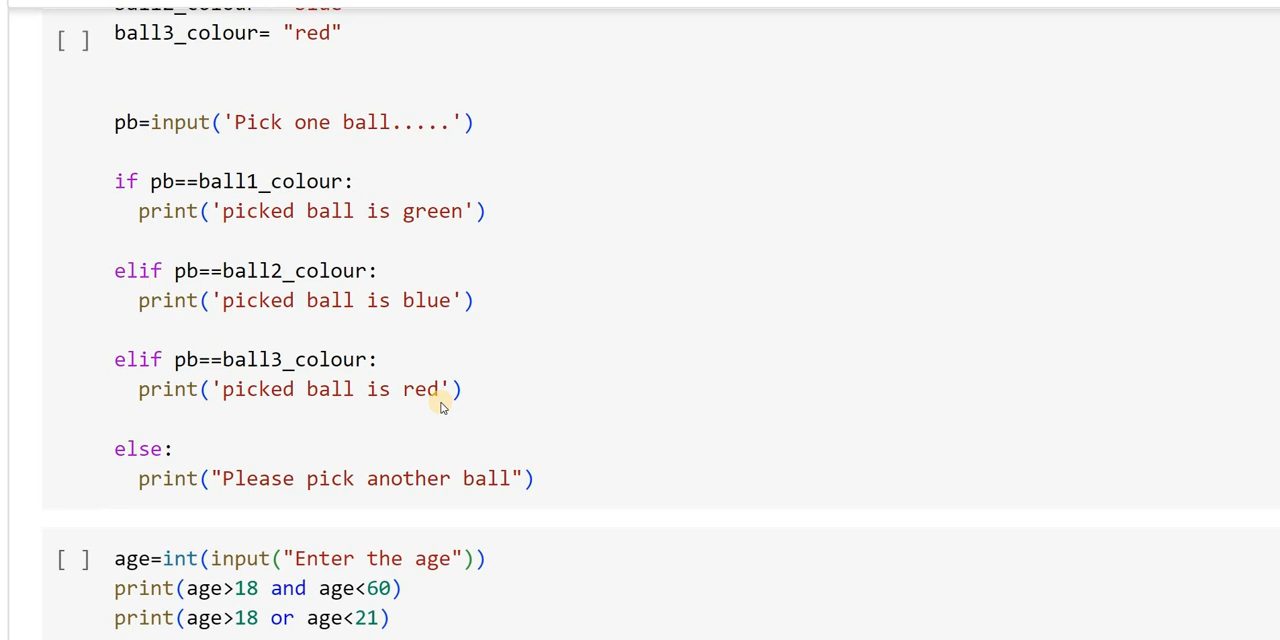 [ ] ball3_colour= "red"
pb=input('Pick one ball.....')
if pb==ball1_colour:
  print('picked ball is green')
elif pb==ball2_colour:
  print('picked ball is blue')
elif pb==ball3_colour:
  print('picked ball is red')
else:
  print("Please pick another ball")
[ ] age=int(input("Enter the age"))
print(age>18 and age<60)
print(age>18 or age<21)